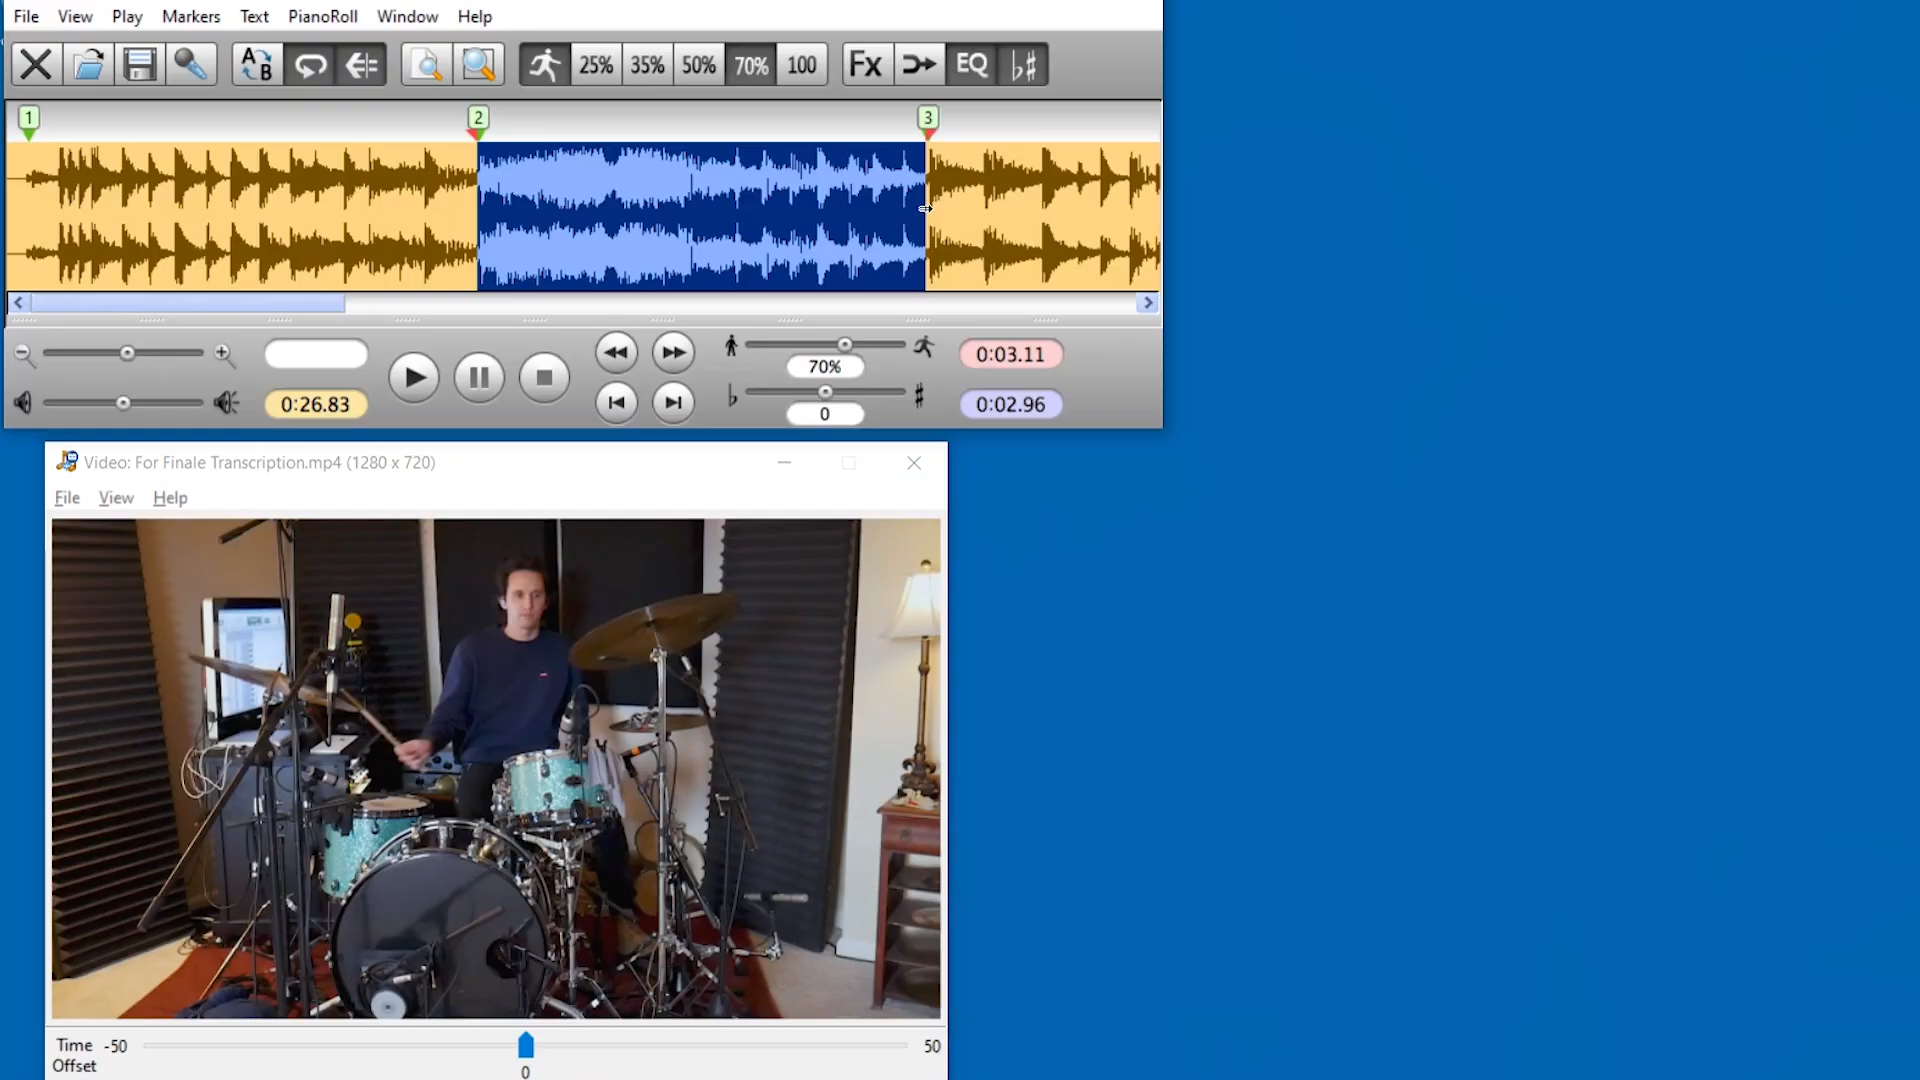 File View Play Markers Text PianoRoll Window Help
A B 25% 35% 50% 70% 100 Fx EQ ♭♯
1 2 3
70% 0:03.11
0:26.83 ♭ ♯ 0:02.96
0
Video: For Finale Transcription.mp4 (1280 x 720)
File View Help
Time -50 50
Offset
0